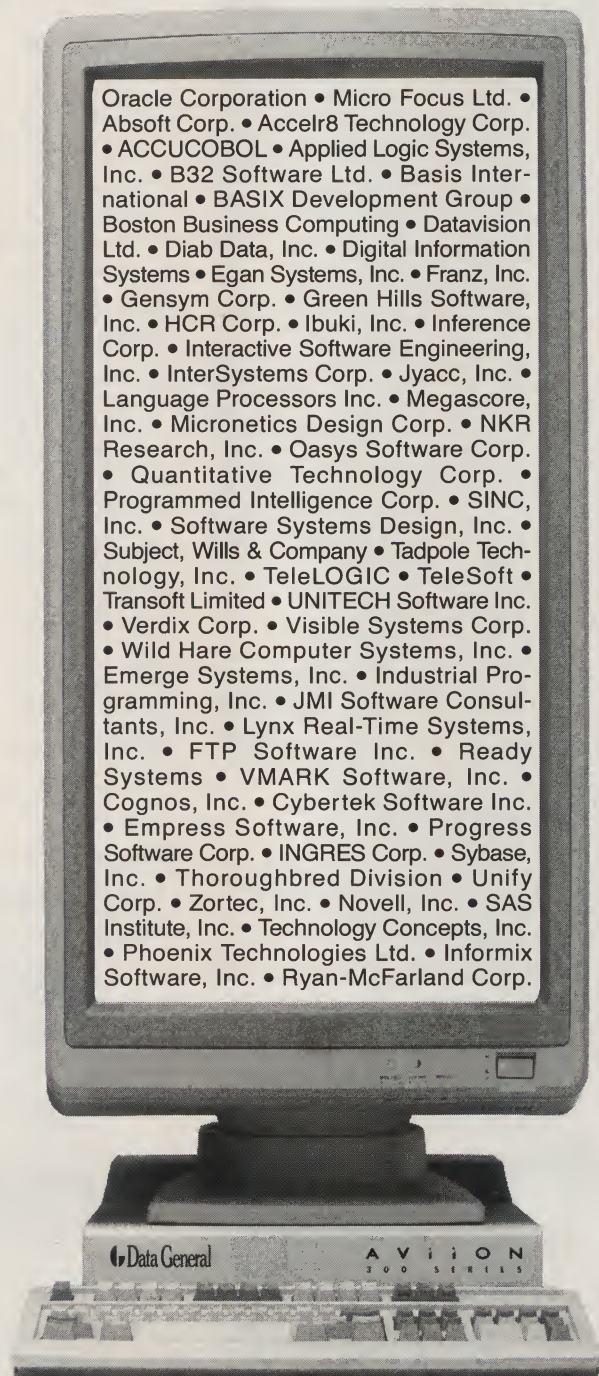 Oracle Corporation • Micro Focus Ltd. •
Absoft Corp. • Accelr8 Technology Corp.
• ACCUCOBOL • Applied Logic Systems,
Inc. • B32 Software Ltd. • Basis Inter-
national • BASIX Development Group •
Boston Business Computing • Datavision
Ltd. • Diab Data, Inc. • Digital Information
Systems • Egan Systems, Inc. • Franz, Inc.
• Gensym Corp. • Green Hills Software,
Inc. • HCR Corp. • Ibuki, Inc. • Inference
Corp. • Interactive Software Engineering,
Inc. • InterSystems Corp. • Jyacc, Inc. •
Language Processors Inc. • Megascore,
Inc. • Micronetics Design Corp. • NKR
Research, Inc. • Oasys Software Corp.
• Quantitative Technology Corp. •
Programmed Intelligence Corp. • SINC,
Inc. • Software Systems Design, Inc. •
Subject, Wills & Company • Tadpole Tech-
nology, Inc. • TeleLOGIC • TeleSoft •
Transoft Limited • UNITECH Software Inc.
• Verdix Corp. • Visible Systems Corp.
• Wild Hare Computer Systems, Inc. •
Emerge Systems, Inc. • Industrial Pro-
gramming, Inc. • JMI Software Consul-
tants, Inc. • Lynx Real-Time Systems,
Inc. • FTP Software Inc. • Ready
Systems • VMARK Software, Inc. •
Cognos, Inc. • Cybertek Software Inc.
• Empress Software, Inc. • Progress
Software Corp. • INGRES Corp. • Sybase,
Inc. • Thoroughbred Division • Unify
Corp. • Zortec, Inc. • Novell, Inc. • SAS
Institute, Inc. • Technology Concepts, Inc.
• Phoenix Technologies Ltd. • Informix
Software, Inc. • Ryan-McFarland Corp.
Data General
AViiON
300 SERIES